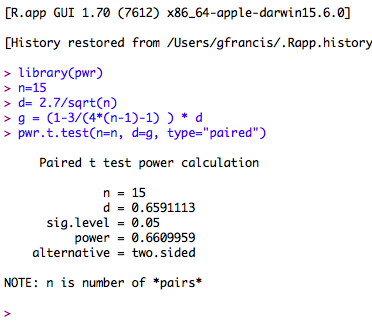 [R.app GUI 1.70 (7612) x86_64-apple-darwin15.6.0]
[History restored from /Users/gfrancis/.Rapp.history
> library(pwr)
> n=15
> d= 2.7/sqrt(n)
> g = (1-3/(4*(n-1)-1) ) * d
> pwr.t.test(n=n, d=g, type="paired")
Paired t test power calculation
n = 15
d = 0.6591113
sig.level = 0.05
power = 0.6609959
alternative = two.sided
NOTE: n is number of *pairs*
>